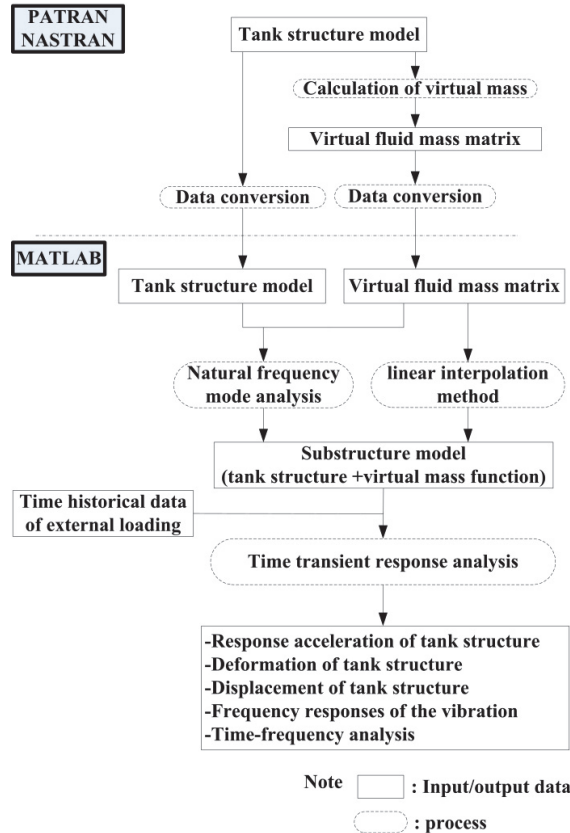 PATRAN
NASTRAN
Tank structure model
Calculation of virtual mass
Virtual fluid mass matrix
Data conversion
Data conversion
MATLAB
Tank structure model
Virtual fluid mass matrix
Natural frequency
mode analysis
linear interpolation
method
Substructure model
(tank structure +virtual mass function)
Time historical data
of external loading
Time transient response analysis
-Response acceleration of tank structure
-Deformation of tank structure
-Displacement of tank structure
-Frequency responses of the vibration
-Time-frequency analysis
Note
: Input/output data
: process